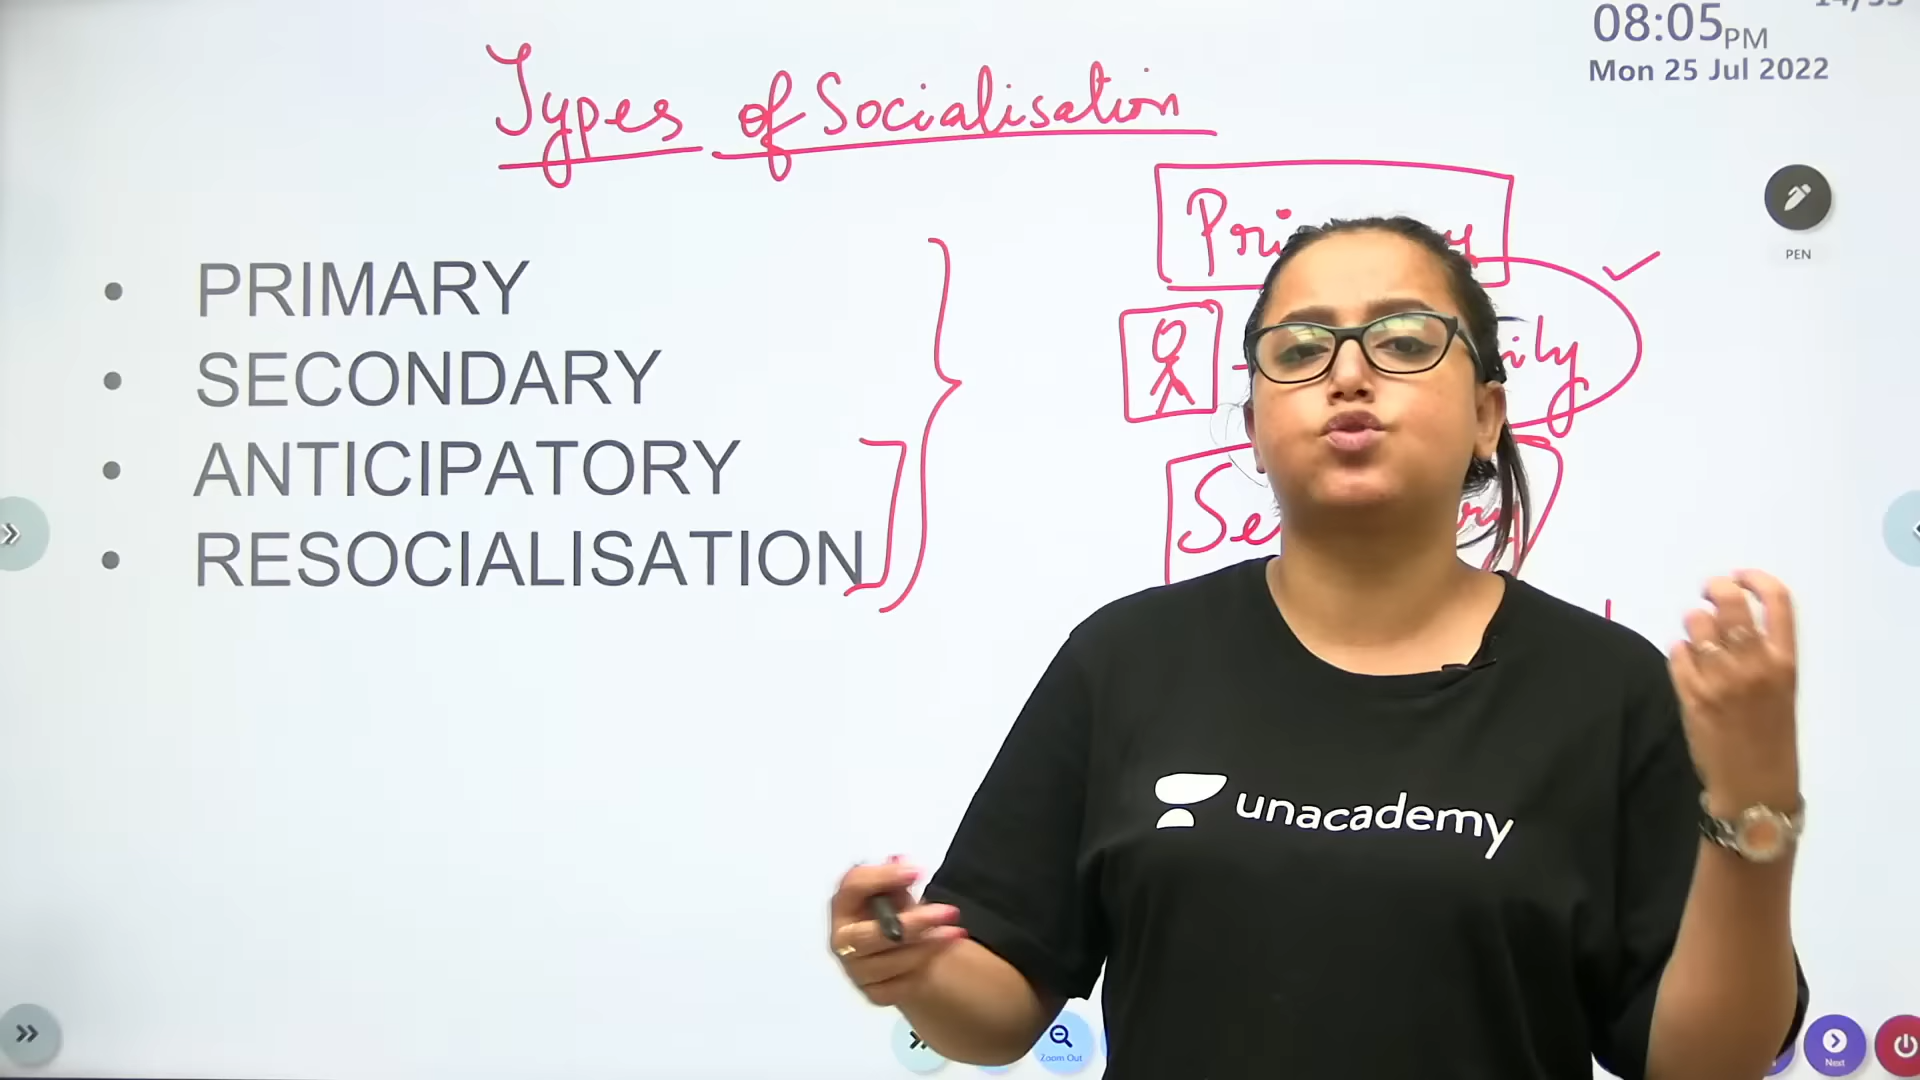 08:05PM
Mon 25 Jul 2022
Types of Socialisation
PEN
• PRIMARY
• SECONDARY
• ANTICIPATORY
• RESOCIALISATION
unacademy
Zoom Out
Next